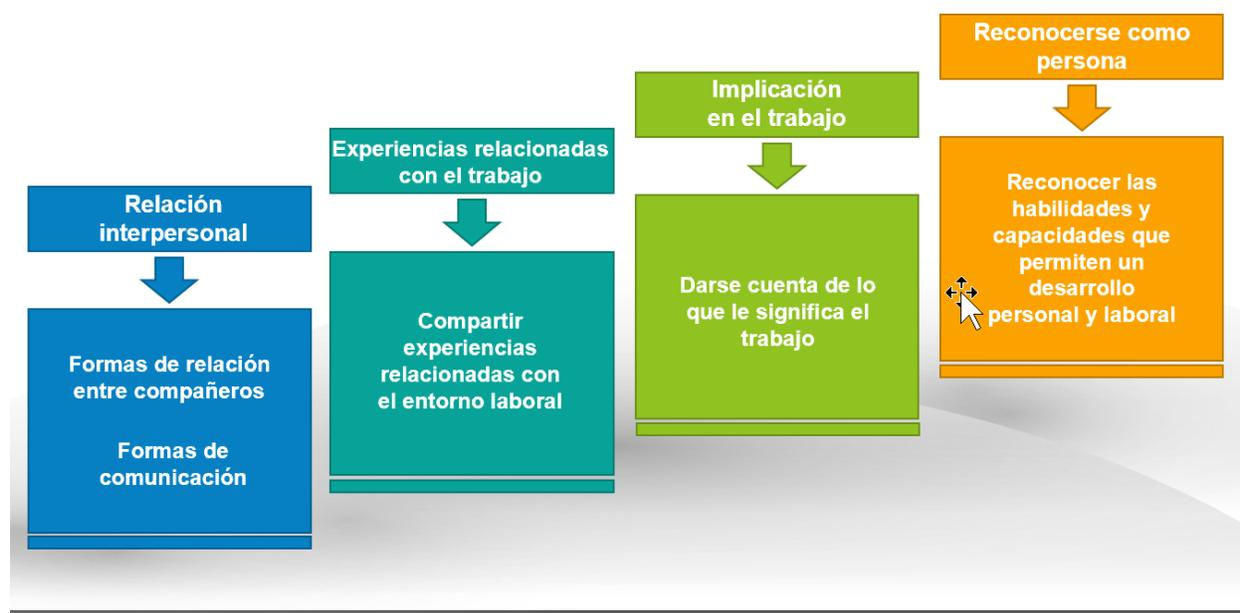 Relación
interpersonal
Formas de relación
entre compañeros
Formas de
comunicación
Experiencias relacionadas
con el trabajo
Compartir
experiencias
relacionadas con
el entorno laboral
Implicación
en el trabajo
Darse cuenta de lo
que le significa el
trabajo
Reconocerse como
persona
Reconocer las
habilidades y
capacidades que
permiten un
desarrollo
personal y laboral